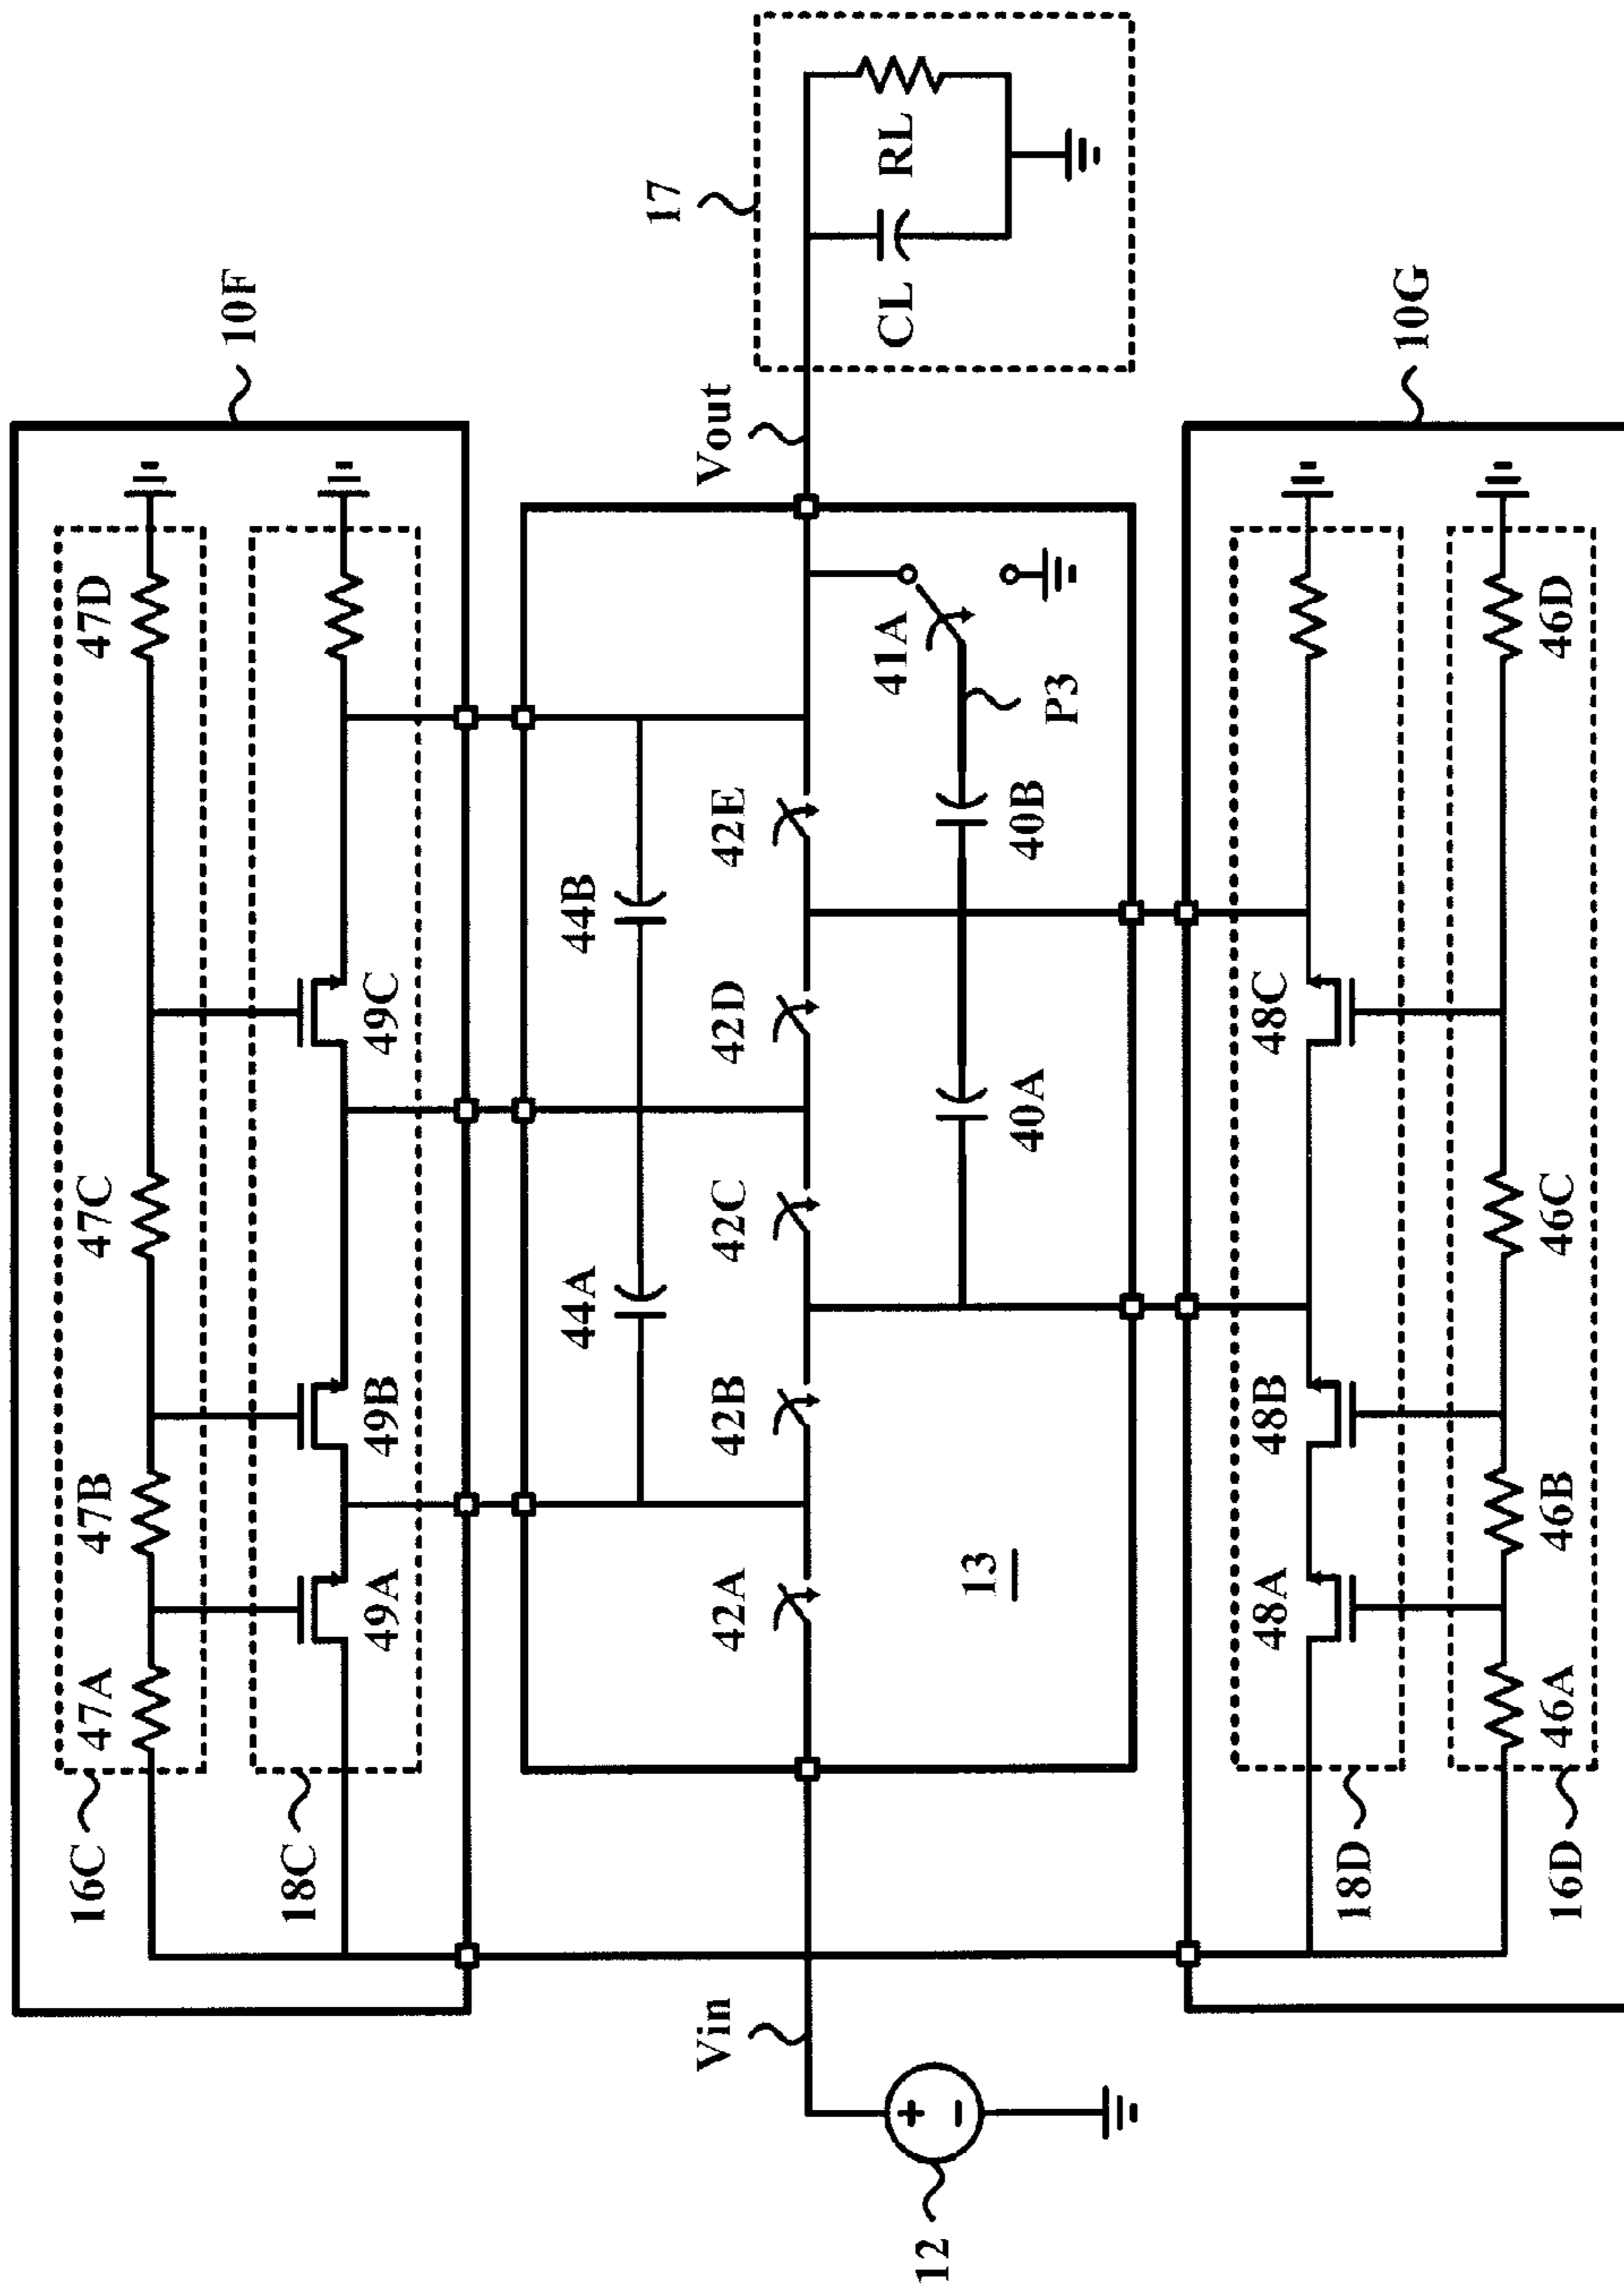 10F
16C
47A
47B
47C
47D
18C
49A
49B
49C
44A
44B
Vin
42A
42B
42C
42D
42E
Vout
17
41A
CL
RL
12
13
40A
40B
P3
48A
48B
48C
18D
10G
16D
46A
46B
46C
46D